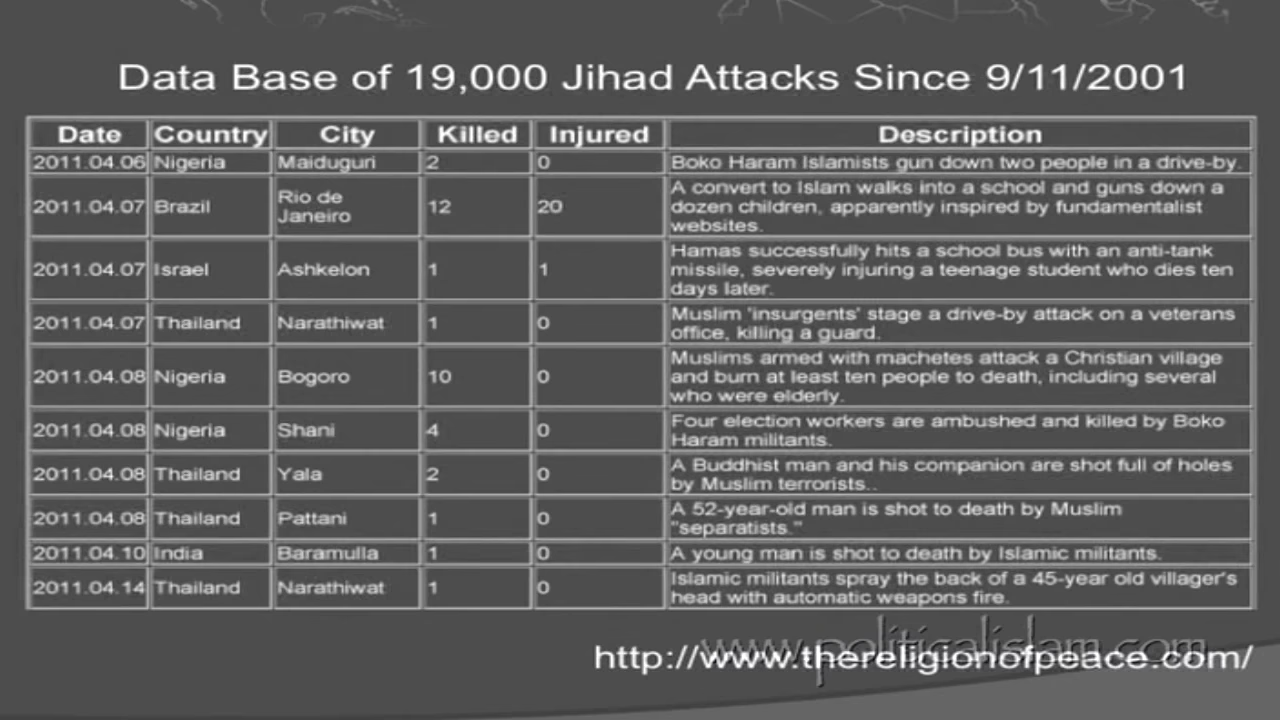 Data Base of 19,000 Jihad Attacks Since 9/11/2001
Date Country City Killed Injured Description
2011.04.06 Nigeria Maiduguri 2 0 Boko Haram Islamists gun down two people in a drive-by.
2011.04.07 Brazil Rio de Janeiro 12 20 A convert to Islam walks into a school and guns down a
dozen children, apparently inspired by fundamentalist
websites.
2011.04.07 Israel Ashkelon 1 1 Hamas successfully hits a school bus with an anti-tank
missile, severely injuring a teenage student who dies ten
days later.
2011.04.07 Thailand Narathiwat 1 0 Muslim 'insurgents' stage a drive-by attack on a veterans
office, killing a guard.
2011.04.08 Nigeria Bogoro 10 0 Muslims armed with machetes attack a Christian village
and burn at least ten people to death, including several
who were elderly.
2011.04.08 Nigeria Shani 4 0 Four election workers are ambushed and killed by Boko
Haram militants.
2011.04.08 Thailand Yala 2 0 A Buddhist man and his companion are shot full of holes
by Muslim terrorists..
2011.04.08 Thailand Pattani 1 0 A 52-year-old man is shot to death by Muslim
"separatists."
2011.04.10 India Baramulla 1 0 A young man is shot to death by Islamic militants.
2011.04.14 Thailand Narathiwat 1 0 Islamic militants spray the back of a 45-year old villager's
head with automatic weapons fire.
www.politicalislam.com
http://www.thereligionofpeace.com/